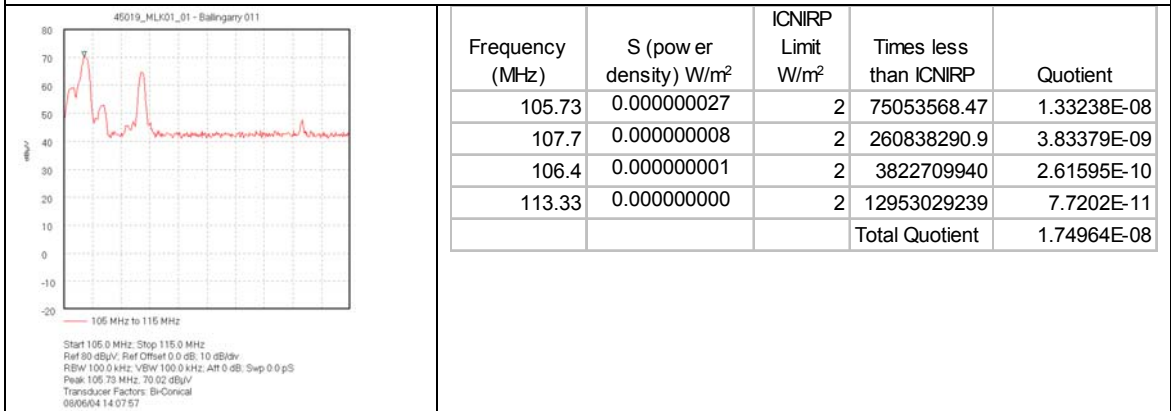 45019_MLK01_01 - Ballingarry 011
80
70
60
50
40
30
20
10
0
-10
-20
dBµV
105 MHz to 115 MHz
Start 105.0 MHz; Stop 115.0 MHz
Ref 80 dBµV; Ref Offset 0.0 dB; 10 dB/div
RBW 100.0 kHz; VBW 100.0 kHz; Att 0 dB; Swp 0.0 pS
Peak 105.73 MHz, 70.02 dBµV
Transducer Factors: Bi-Conical
08/06/04 14:07:57
Frequency (MHz) S (power density) W/m² ICNIRP Limit W/m² Times less than ICNIRP Quotient
105.73 0.000000027 2 75053568.47 1.33238E-08
107.7 0.000000008 2 260838290.9 3.83379E-09
106.4 0.000000001 2 3822709940 2.61595E-10
113.33 0.000000000 2 12953029239 7.7202E-11
Total Quotient 1.74964E-08